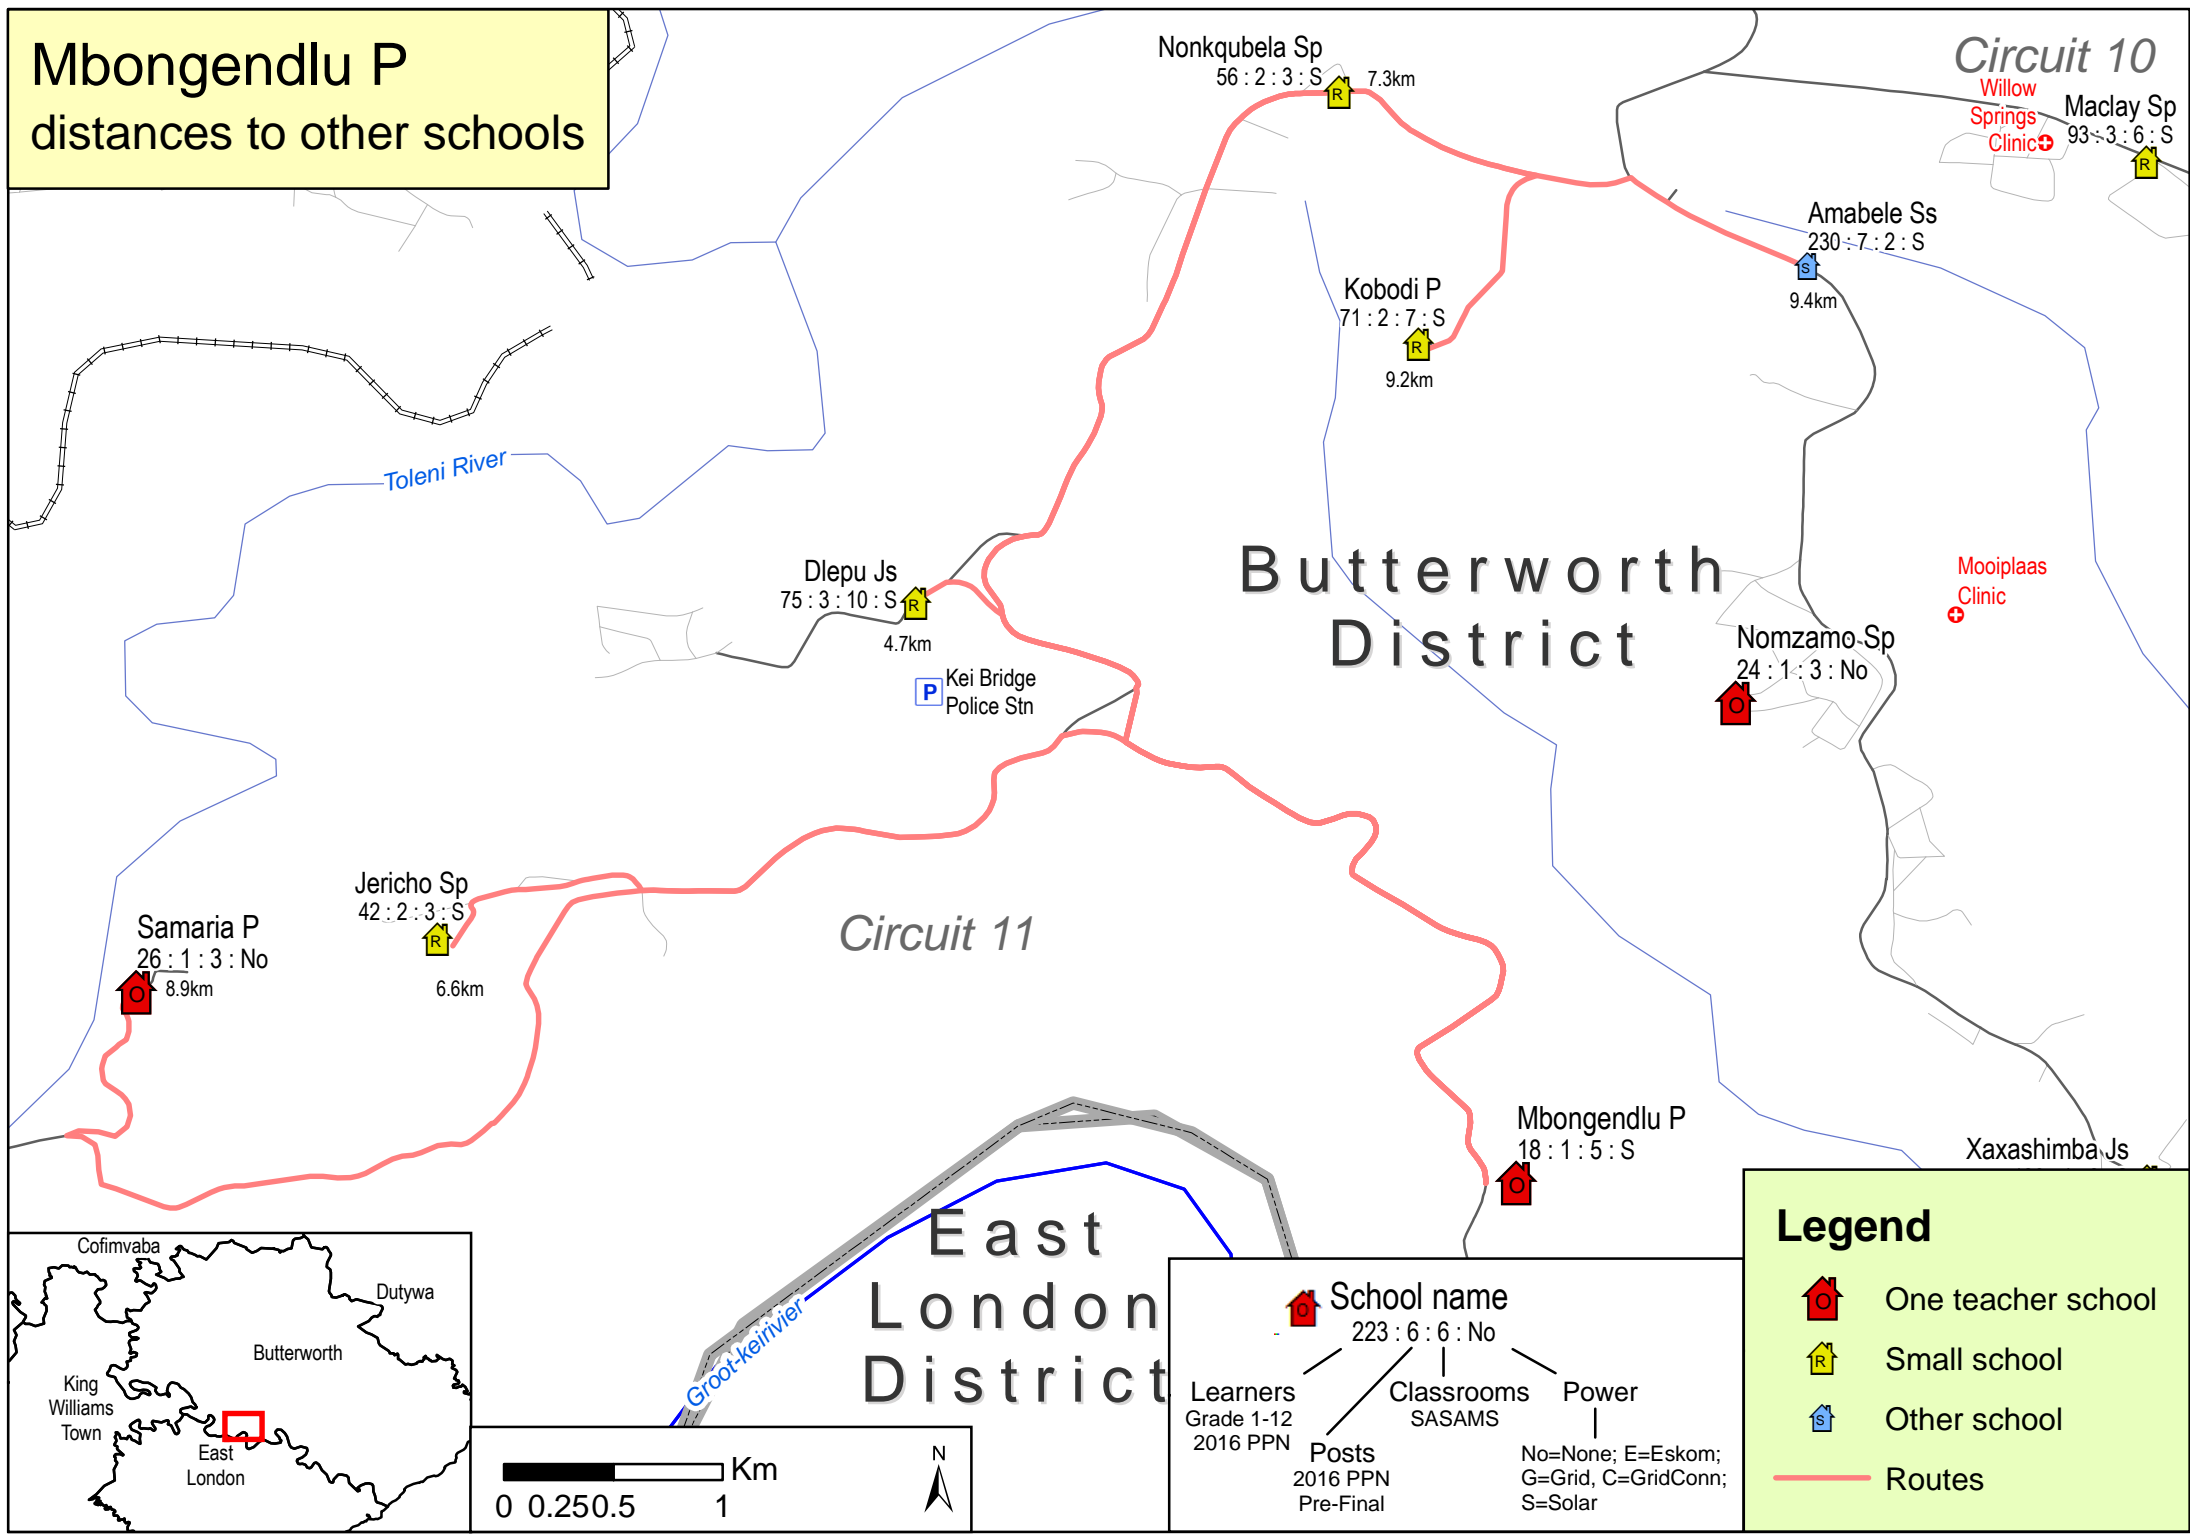 Mbongendlu P
distances to other schools
Nonkqubela Sp
56 : 2 : 3 : S
7.3km
Circuit 10
Willow
Springs
Clinic
Maclay Sp
93 : 3 : 6 : S
Amabele Ss
230 : 7 : 2 : S
S
9.4km
Kobodi P
71 : 2 : 7 : S
R
9.2km
R
R
Toleni River
Dlepu Js
75 : 3 : 10 : S
R
4.7km
Butterworth
District
Mooiplaas
Clinic
Nomzamo Sp
24 : 1 : 3 : No
O
P
Kei Bridge
Police Stn
Jericho Sp
42 : 2 : 3 : S
R
6.6km
Circuit 11
Samaria P
26 : 1 : 3 : No
O
8.9km
Mbongendlu P
18 : 1 : 5 : S
O
Xaxashimba Js
East
London
District
Groot-keirivier
Cofimvaba
Dutywa
Butterworth
King
Williams
Town
East
London
Km
0 0.25 0.5 1
N
O
School name
223 : 6 : 6 : No
Learners
Grade 1-12
2016 PPN
Posts
2016 PPN
Pre-Final
Classrooms
SASAMS
Power
No=None; E=Eskom;
G=Grid, C=GridConn;
S=Solar
Legend
O One teacher school
R Small school
S Other school
Routes